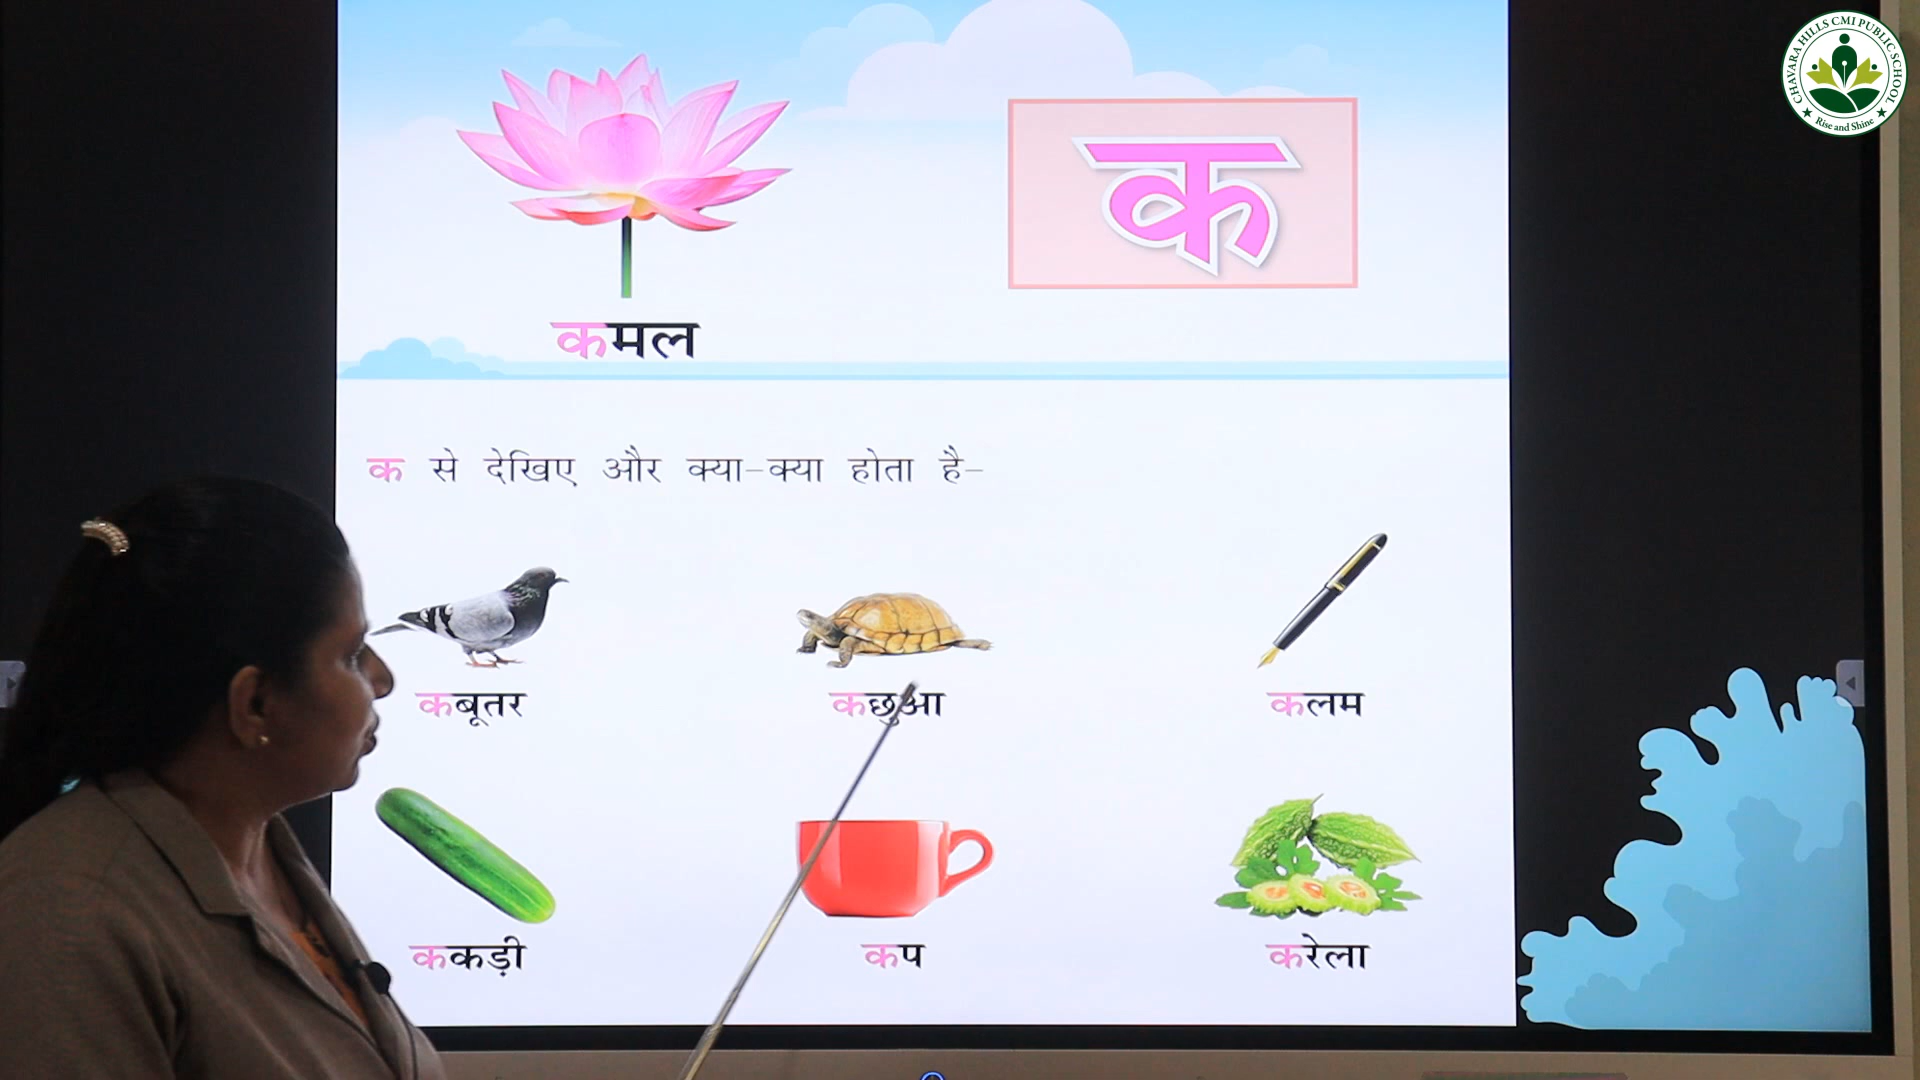 CHAVARA HILLS CMI PUBLIC SCHOOL
Rise and Shine
क
कमल
क से देखिए और क्या-क्या होता है-
कबूतर कछुआ कलम
ककड़ी कप करेला